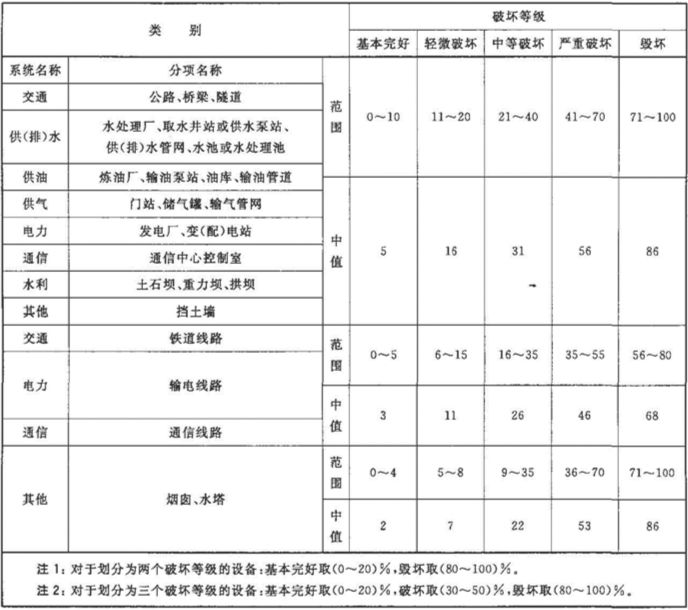 类 别
破坏等级
基本完好 轻微破坏 中等破坏 严重破坏 毁坏
系统名称 分项名称
范围 0～10 11～20 21～40 41～70 71～100
交通 公路、桥梁、隧道
供(排)水 水处理厂、取水井站或供水泵站、
供(排)水管网、水池或水处理池
供油 炼油厂、输油泵站、油库、输油管道
中值 5 16 31 56 86
供气 门站、储气罐、输气管网
电力 发电厂、变(配)电站
通信 通信中心控制室
水利 土石坝、重力坝、拱坝
其他 挡土墙
交通 铁道线路
范围 0～5 6～15 16～35 35～55 56～80
电力 输电线路
中值 3 11 26 46 68
通信 通信线路
其他 烟囱、水塔
范围 0～4 5～8 9～35 36～70 71～100
中值 2 7 22 53 86
注 1：对于划分为两个破坏等级的设备：基本完好取(0～20)%，毁坏取(80～100)%。
注 2：对于划分为三个破坏等级的设备：基本完好取(0～20)%，破坏取(30～50)%，毁坏取(80～100)%。